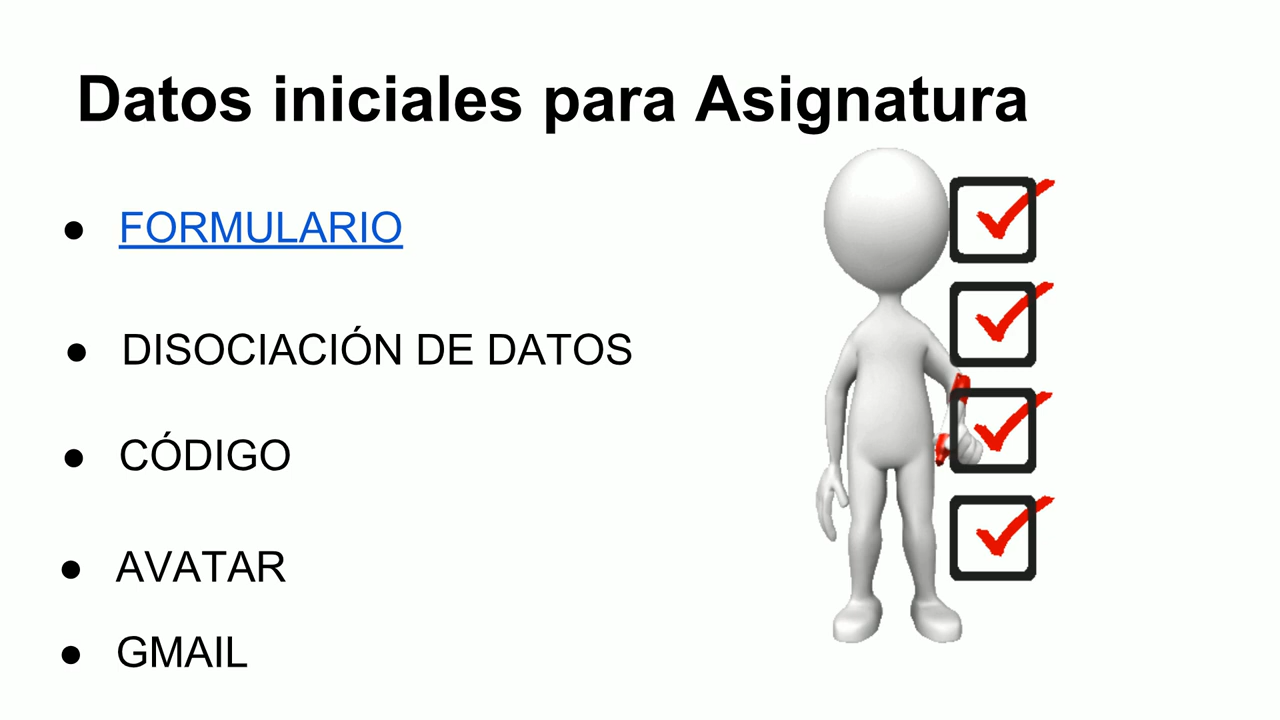 Datos iniciales para Asignatura
● FORMULARIO
● DISOCIACIÓN DE DATOS
● CÓDIGO
● AVATAR
● GMAIL